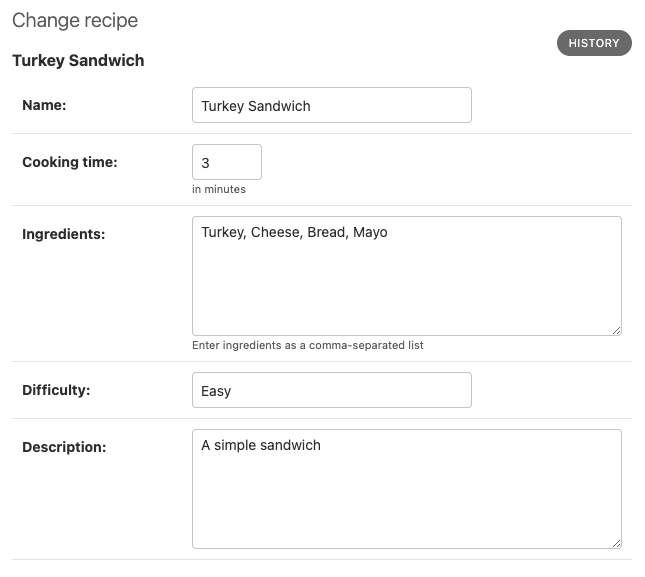 Change recipe
HISTORY
Turkey Sandwich
Name: Turkey Sandwich
Cooking time: 3
in minutes
Ingredients: Turkey, Cheese, Bread, Mayo
Enter ingredients as a comma-separated list
Difficulty: Easy
Description: A simple sandwich